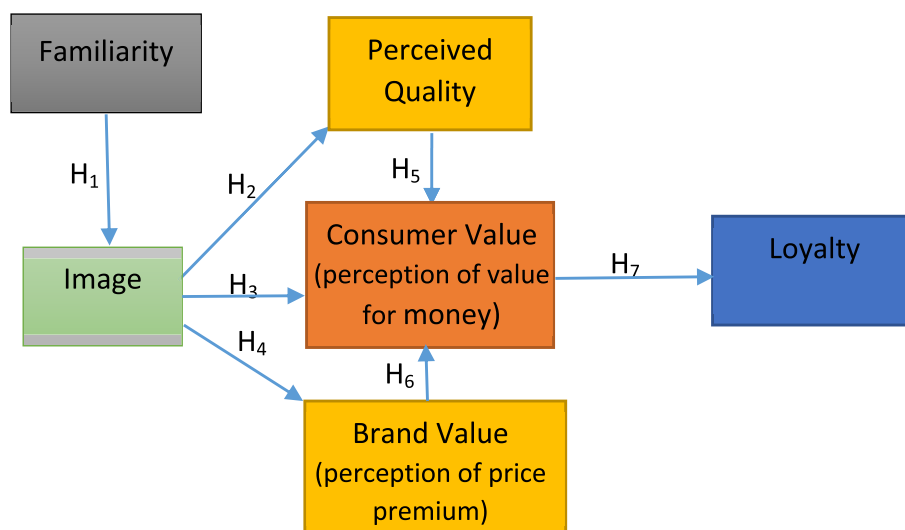 Familiarity
Perceived
Quality
H1
H2
H5
Image
H3
Consumer Value
(perception of value
for money)
H7
Loyalty
H4
H6
Brand Value
(perception of price
premium)